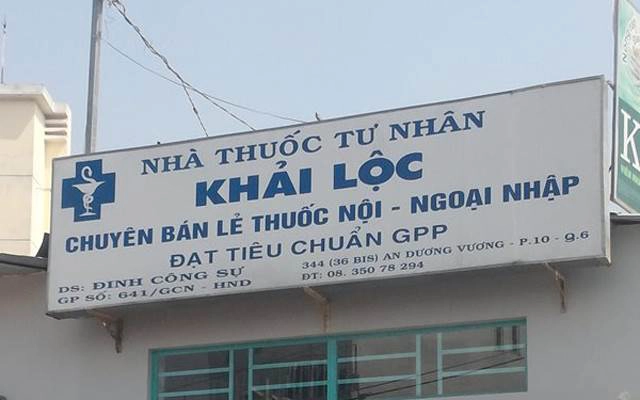 NHÀ THUỐC TƯ NHÂN
KHẢI LỘC
CHUYÊN BÁN LẺ THUỐC NỘI - NGOẠI NHẬP
ĐẠT TIÊU CHUẨN GPP
DS: ĐINH CÔNG SỰ
GP SỐ: 641/GCN - HND
344 (36 BIS) AN DƯƠNG VƯƠNG - P.10 - Q.6
ĐT: 08. 350 78 294
K